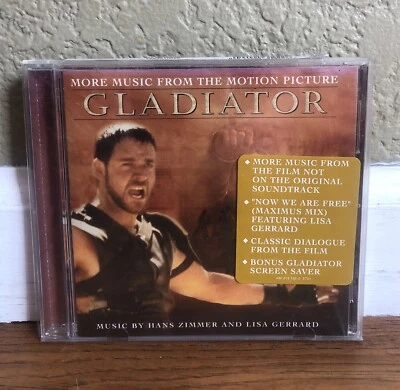 MORE MUSIC FROM THE MOTION PICTURE
GLADIATOR
MORE MUSIC FROM
THE FILM NOT
ON THE ORIGINAL
SOUNDTRACK
"NOW WE ARE FREE"
(MAXIMUS MIX)
FEATURING LISA
GERRARD
CLASSIC DIALOGUE
FROM THE FILM
BONUS GLADIATOR
SCREEN SAVER
MUSIC BY HANS ZIMMER AND LISA GERRARD